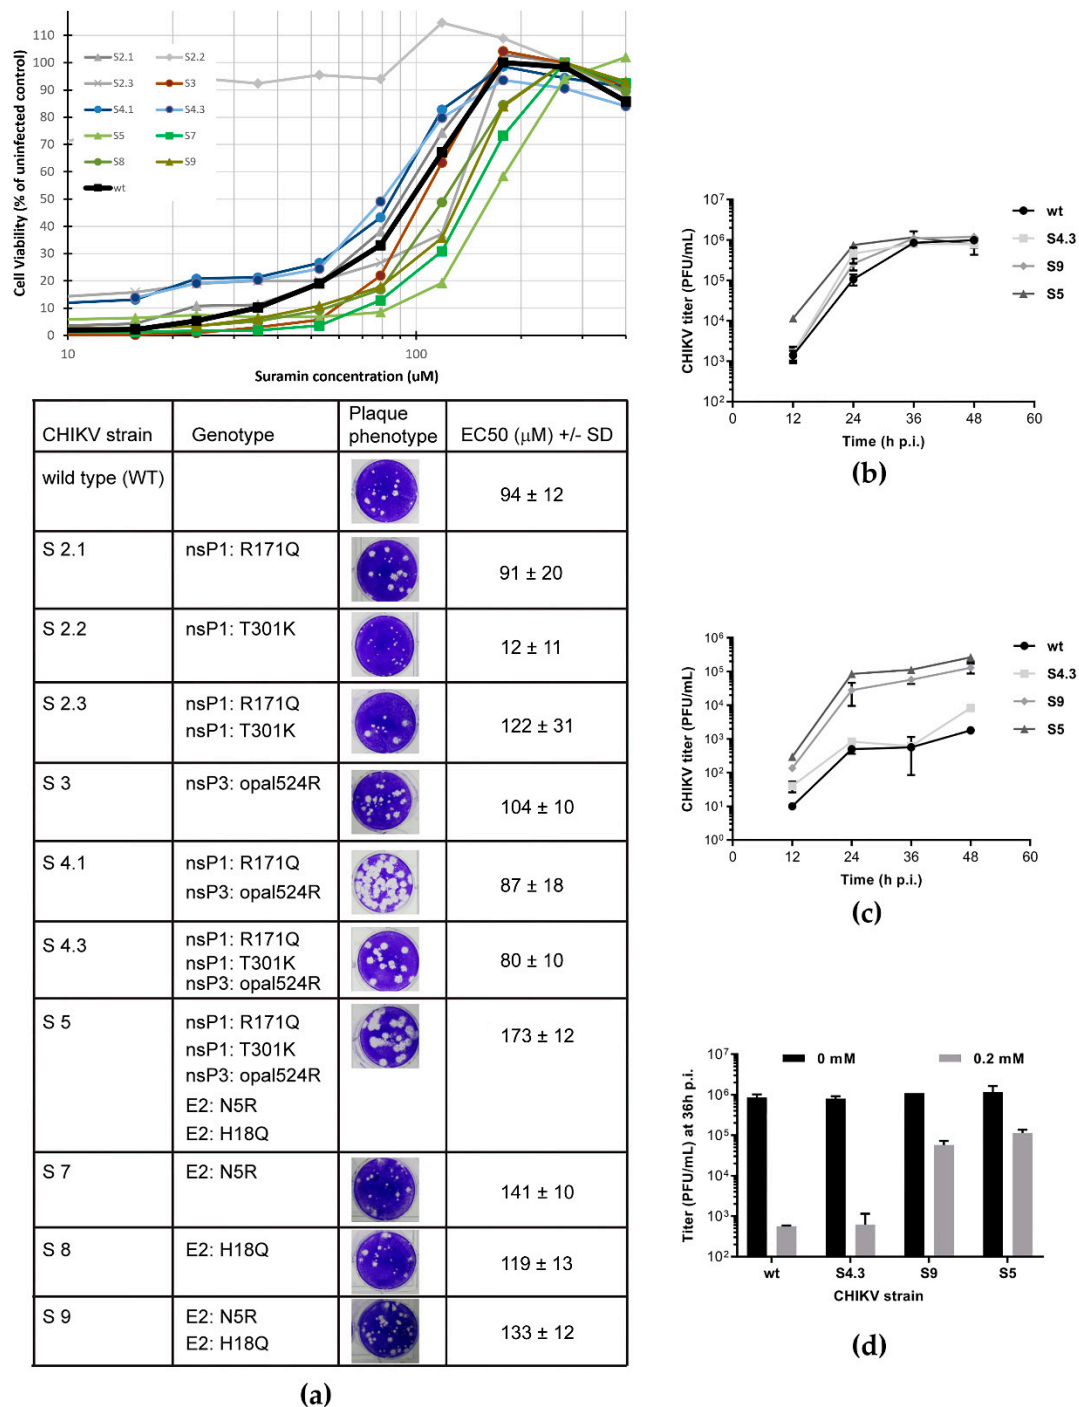 110
100
90
80
70
60
50
40
30
20
10
0
Cell Viability (% of uninfected control)
S2.1 S2.2
S2.3 S3
S4.1 S4.3
S5 S7
S8 S9
wt
10 100
Suramin concentration (uM)
CHIKV strain Genotype Plaque phenotype EC50 (μM) +/- SD
wild type (WT) 94 ± 12
S 2.1 nsP1: R171Q 91 ± 20
S 2.2 nsP1: T301K 12 ± 11
S 2.3 nsP1: R171Q
nsP1: T301K 122 ± 31
S 3 nsP3: opal524R 104 ± 10
S 4.1 nsP1: R171Q
nsP3: opal524R 87 ± 18
S 4.3 nsP1: R171Q
nsP1: T301K 80 ± 10
nsP3: opal524R
S 5 nsP1: R171Q 173 ± 12
nsP1: T301K
nsP3: opal524R
E2: N5R
E2: H18Q
S 7 E2: N5R 141 ± 10
S 8 E2: H18Q 119 ± 13
S 9 E2: N5R 133 ± 12
E2: H18Q
(a)
CHIKV titer (PFU/mL)
10⁷
10⁶
10⁵
10⁴
10³
10²
0 12 24 36 48 60
Time (h p.i.)
wt
S4.3
S9
S5
(b)
CHIKV titer (PFU/mL)
10⁶
10⁵
10⁴
10³
10²
10¹
10⁰
0 12 24 36 48 60
Time (h p.i.)
wt
S4.3
S9
S5
(c)
Titer (PFU/mL) at 36h p.i.
10⁷
10⁶
10⁵
10⁴
10³
10²
0 mM 0.2 mM
wt S4.3 S9 S5
CHIKV strain
(d)